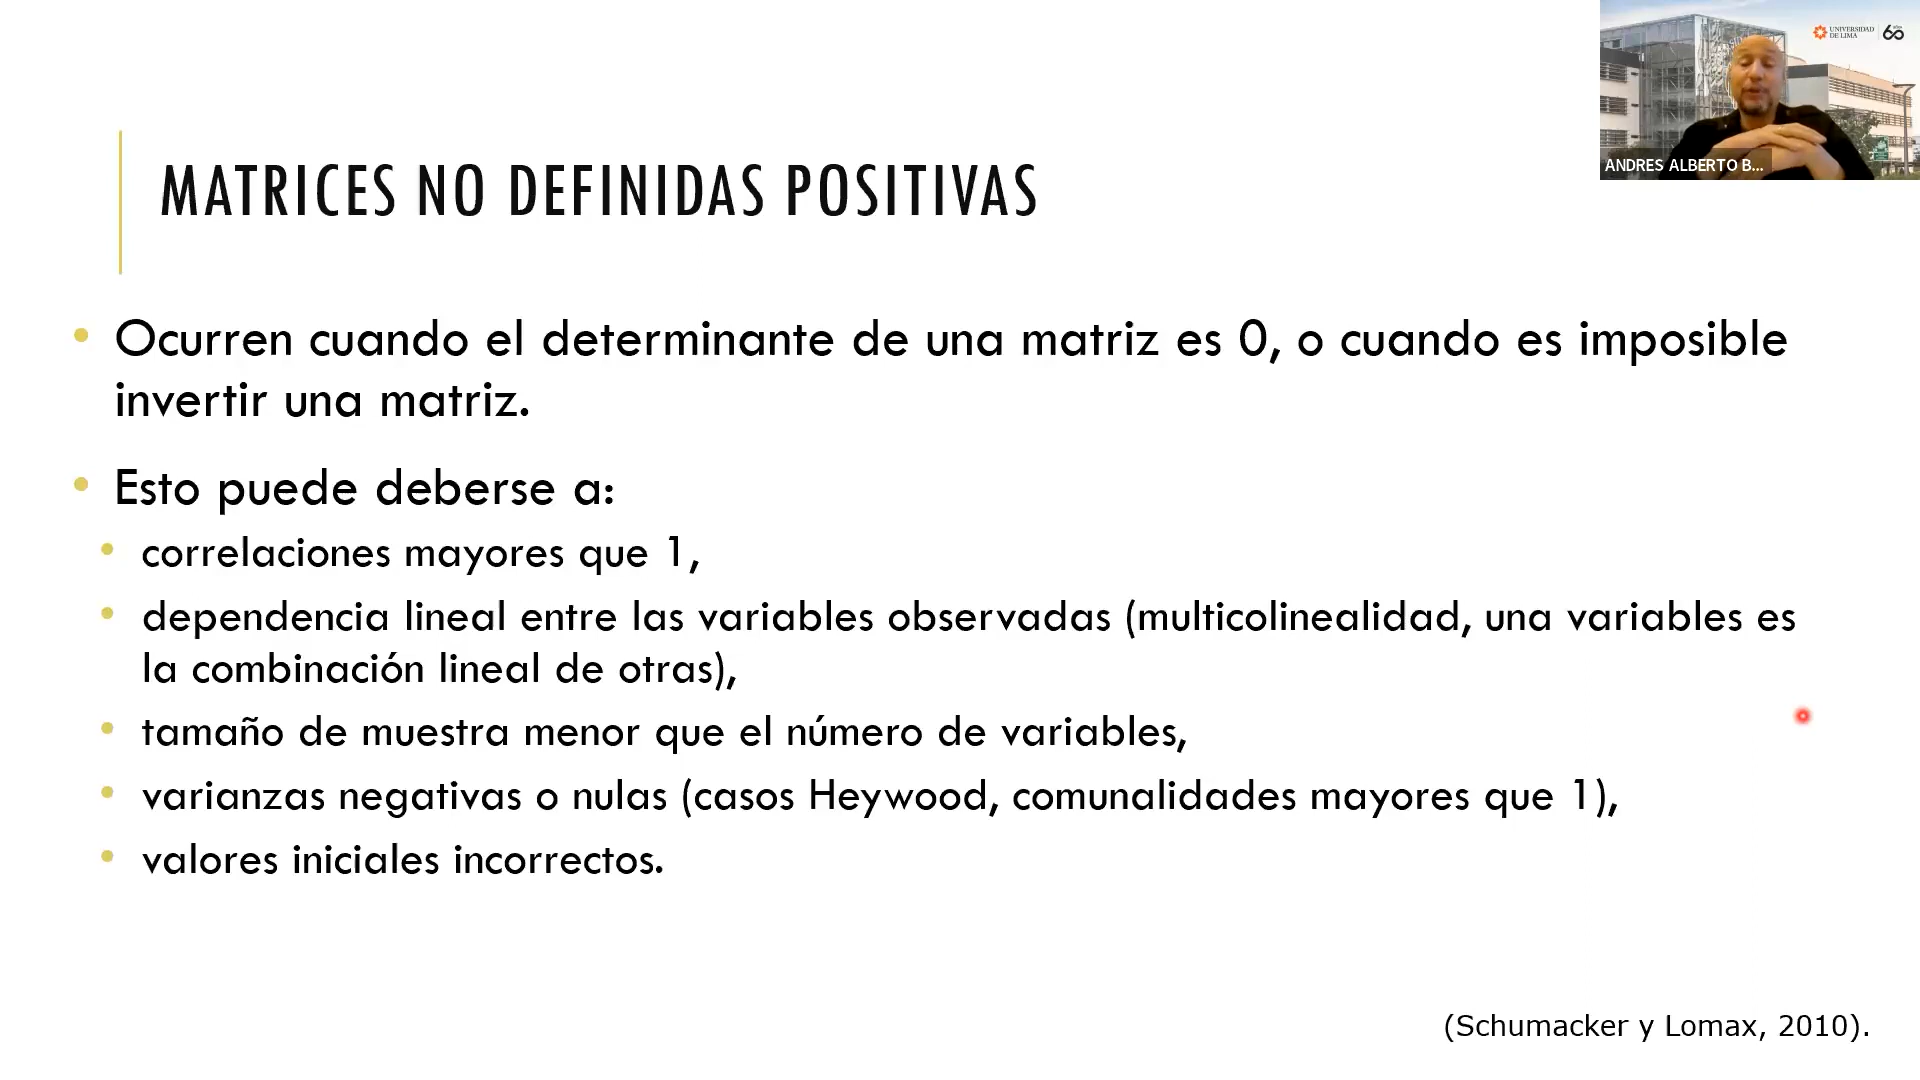 UNIVERSIDAD
DE LIMA
60
ANDRES ALBERTO B...
MATRICES NO DEFINIDAS POSITIVAS
• Ocurren cuando el determinante de una matriz es 0, o cuando es imposible
invertir una matriz.
• Esto puede deberse a:
• correlaciones mayores que 1,
• dependencia lineal entre las variables observadas (multicolinealidad, una variables es
la combinación lineal de otras),
• tamaño de muestra menor que el número de variables,
• varianzas negativas o nulas (casos Heywood, comunalidades mayores que 1),
• valores iniciales incorrectos.
(Schumacker y Lomax, 2010).